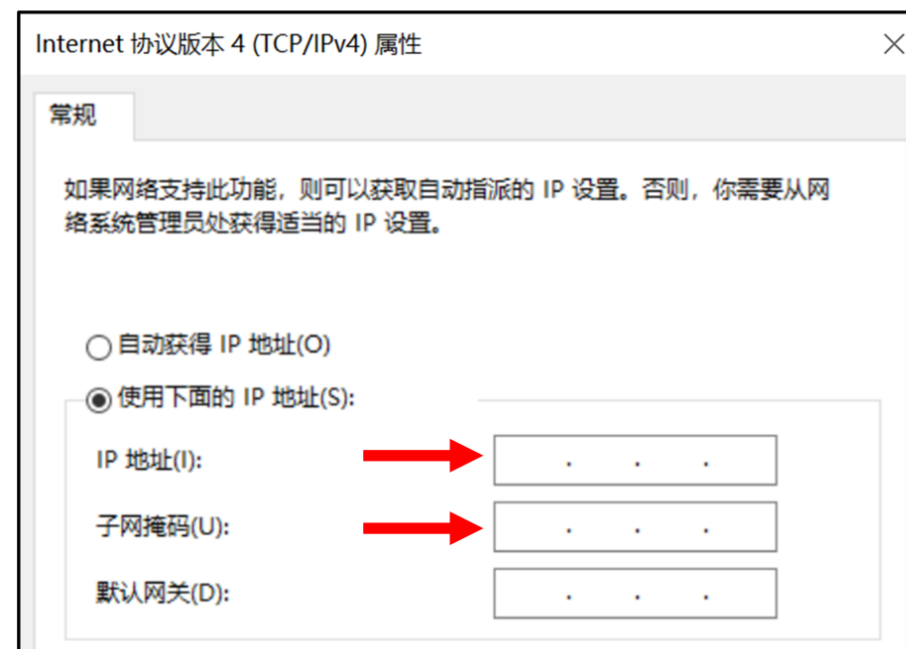 Internet 协议版本 4 (TCP/IPv4) 属性
常规
如果网络支持此功能，则可以获取自动指派的 IP 设置。否则，你需要从网
络系统管理员处获得适当的 IP 设置。
自动获得 IP 地址(O)
使用下面的 IP 地址(S):
IP 地址(I):
子网掩码(U):
默认网关(D):